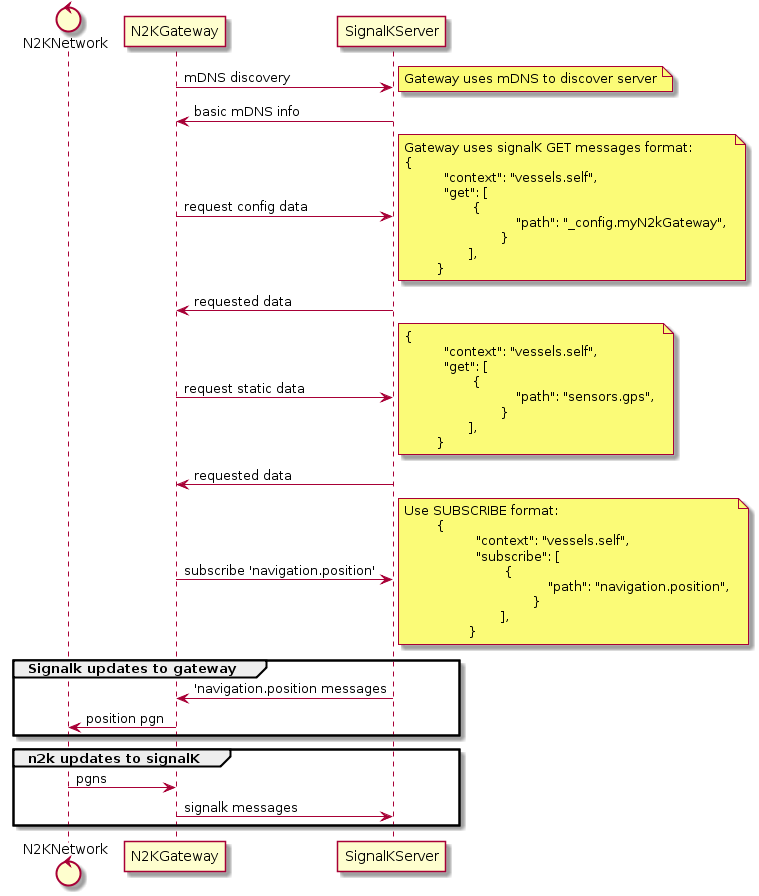 N2KNetwork
N2KGateway
SignalKServer
mDNS discovery
Gateway uses mDNS to discover server
basic mDNS info
Gateway uses signalK GET messages format:
{
"context": "vessels.self",
"get": [
{
"path": "_config.myN2kGateway",
}
],
}
request config data
requested data
{
"context": "vessels.self",
"get": [
{
"path": "sensors.gps",
}
],
}
request static data
requested data
Use SUBSCRIBE format:
{
"context": "vessels.self",
"subscribe": [
{
"path": "navigation.position",
}
],
}
subscribe 'navigation.position'
Signalk updates to gateway
'navigation.position messages
position pgn
n2k updates to signalK
pgns
signalk messages
N2KNetwork
N2KGateway
SignalKServer